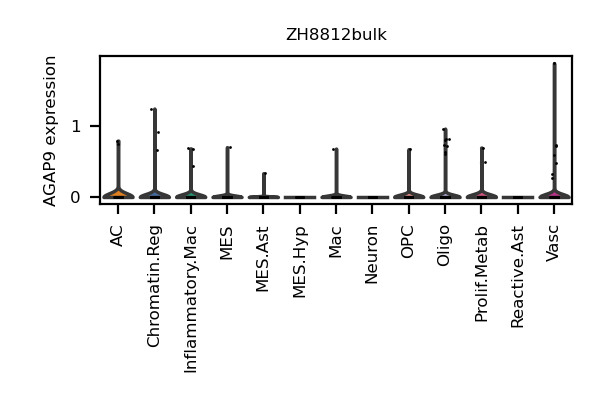 ZH8812bulk
AGAP9 expression
1
0
AC
Chromatin.Reg
Inflammatory.Mac
MES
MES.Ast
MES.Hyp
Mac
Neuron
OPC
Oligo
Prolif.Metab
Reactive.Ast
Vasc